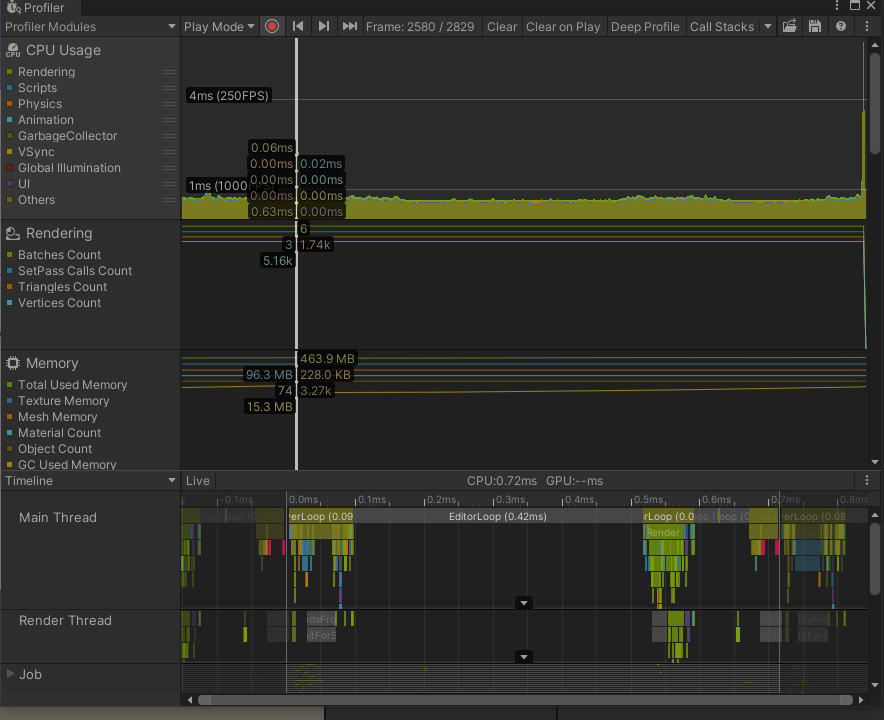 Profiler
Profiler Modules
Play Mode
Frame: 2580 / 2829
Clear
Clear on Play
Deep Profile
Call Stacks
CPU Usage
Rendering
Scripts
Physics
Animation
GarbageCollector
VSync
Global Illumination
UI
Others
4ms (250FPS)
1ms (1000FPS)
0.06ms
0.00ms 0.02ms
0.00ms 0.00ms
0.00ms 0.00ms
0.63ms 0.00ms
Rendering
Batches Count
SetPass Calls Count
Triangles Count
Vertices Count
6
3 1.74k
5.16k
Memory
Total Used Memory
Texture Memory
Mesh Memory
Material Count
Object Count
GC Used Memory
463.9 MB
96.3 MB 228.0 KB
74 3.27k
15.3 MB
Timeline
Live
CPU:0.72ms GPU:--ms
-0.1ms 0.0ms 0.1ms 0.2ms 0.3ms 0.4ms 0.5ms 0.6ms 0.7ms 0.8ms
Main Thread
erLoop (0.09 EditorLoop (0.42ms) rLoop (0.0 erLoop (0.09
Render
Render Thread
adsFro
itForS
Job